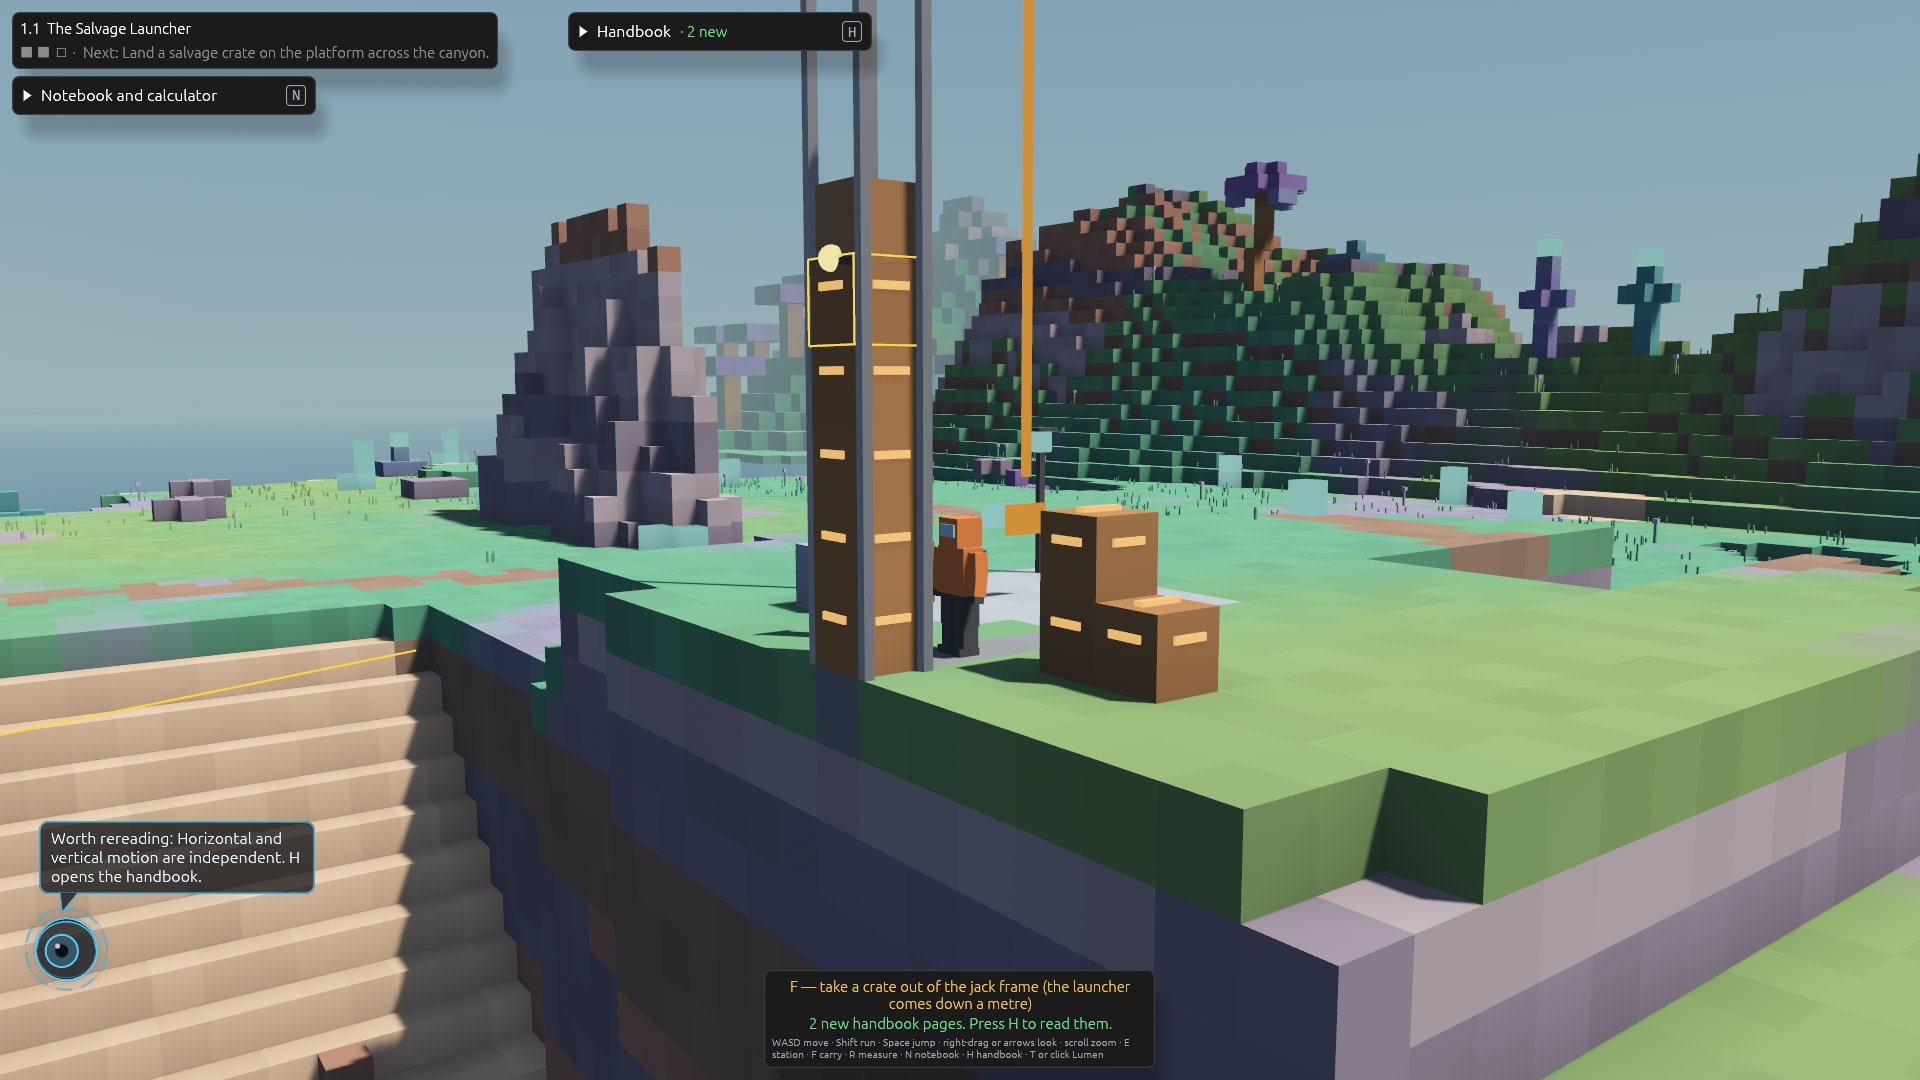 1.1 The Salvage Launcher
· Next: Land a salvage crate on the platform across the canyon.
Notebook and calculator N
Handbook · 2 new H
Worth rereading: Horizontal and
vertical motion are independent. H
opens the handbook.
F — take a crate out of the jack frame (the launcher
comes down a metre)
2 new handbook pages. Press H to read them.
WASD move · Shift run · Space jump · right-drag or arrows look · scroll zoom · E
station · F carry · R measure · N notebook · H handbook · T or click Lumen